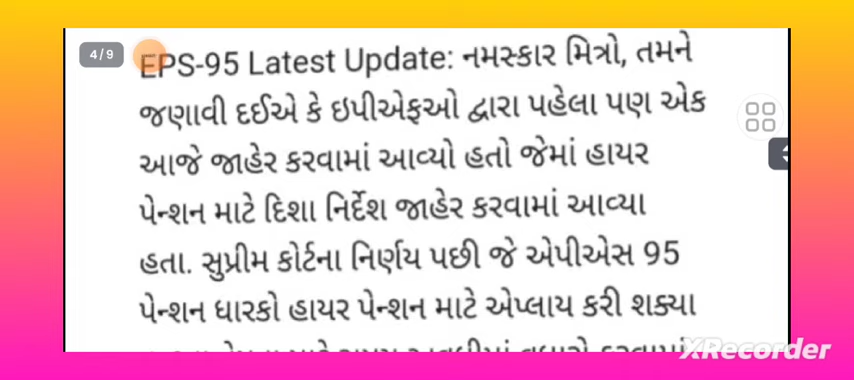 4/9
EPS-95 Latest Update: નમસ્કાર મિત્રો, તમને
જણાવી દઈએ કે ઇપીએફઓ દ્વારા પહેલા પણ એક
આજે જાહેર કરવામાં આવ્યો હતો જેમાં હાયર
પેન્શન માટે દિશા નિર્દેશ જાહેર કરવામાં આવ્યા
હતા. સુપ્રીમ કોર્ટના નિર્ણય પછી જે એપીએસ 95
પેન્શન ધારકો હાયર પેન્શન માટે એપ્લાય કરી શક્યા
XRecorder